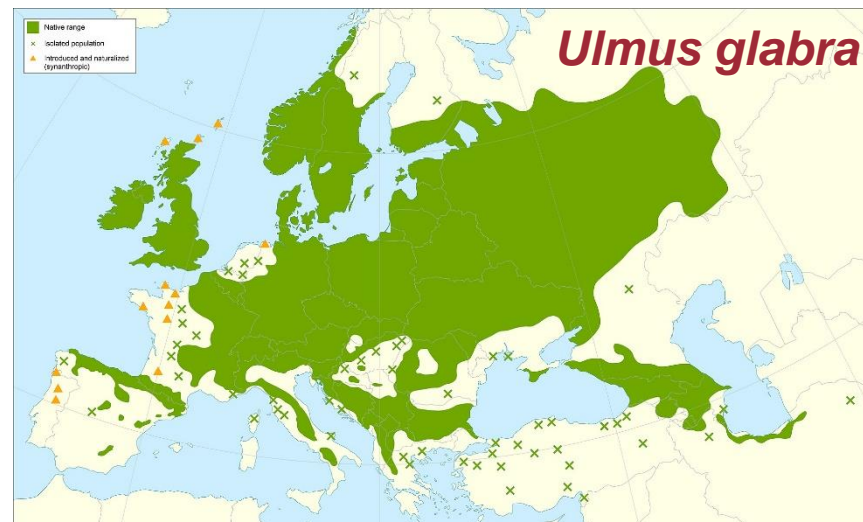 Ulmus glabra
Native range
Isolated population
Introduced and naturalized
(synanthropic)